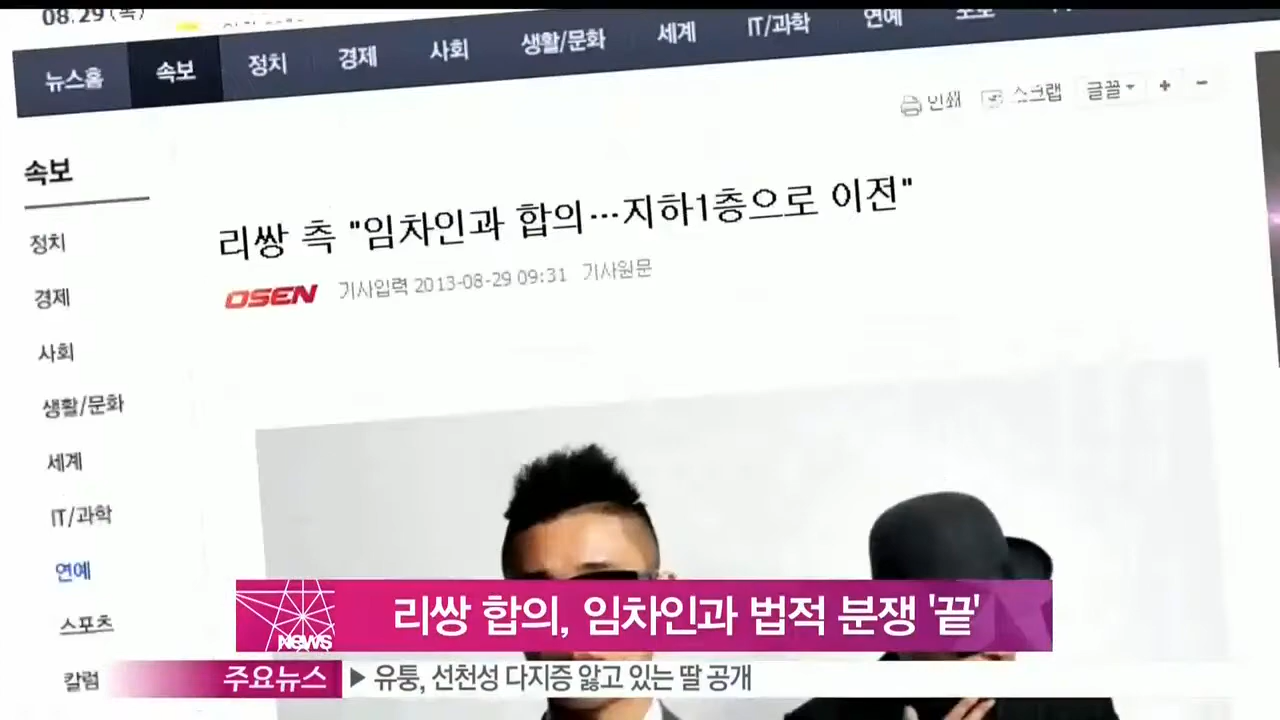 08.29(목)
뉴스홈 속보 정치 경제 사회 생활/문화 세계 IT/과학 연예
인쇄 스크랩 글꼴 + -
속보
리쌍 측 "임차인과 합의…지하1층으로 이전"
OSEN 기사입력 2013-08-29 09:31 기사원문
정치
경제
사회
생활/문화
세계
IT/과학
연예
스포츠
칼럼
NEWS 리쌍 합의, 임차인과 법적 분쟁 '끝'
주요뉴스 ▶ 유퉁, 선천성 다지증 앓고 있는 딸 공개